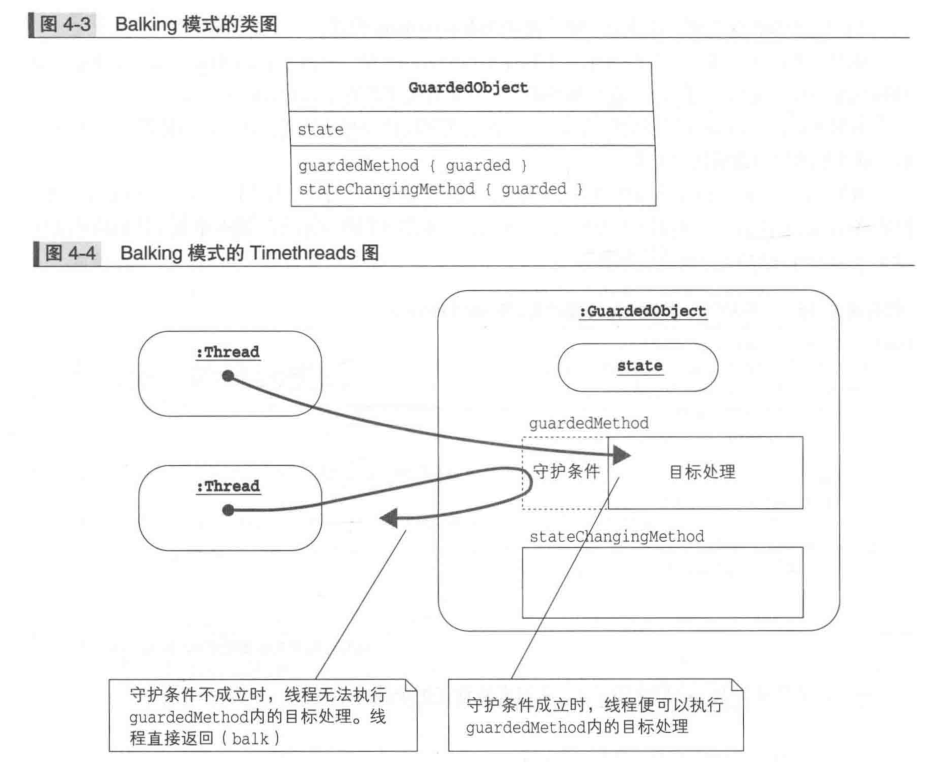 图 4-3 Balking 模式的类图
GuardedObject
state
guardedMethod { guarded }
stateChangingMethod { guarded }
图 4-4 Balking 模式的 Timethreads 图
:GuardedObject
:Thread
state
guardedMethod
守护条件
目标处理
:Thread
stateChangingMethod
守护条件不成立时，线程无法执行
guardedMethod内的目标处理。线
程直接返回（balk）
守护条件成立时，线程便可以执行
guardedMethod内的目标处理